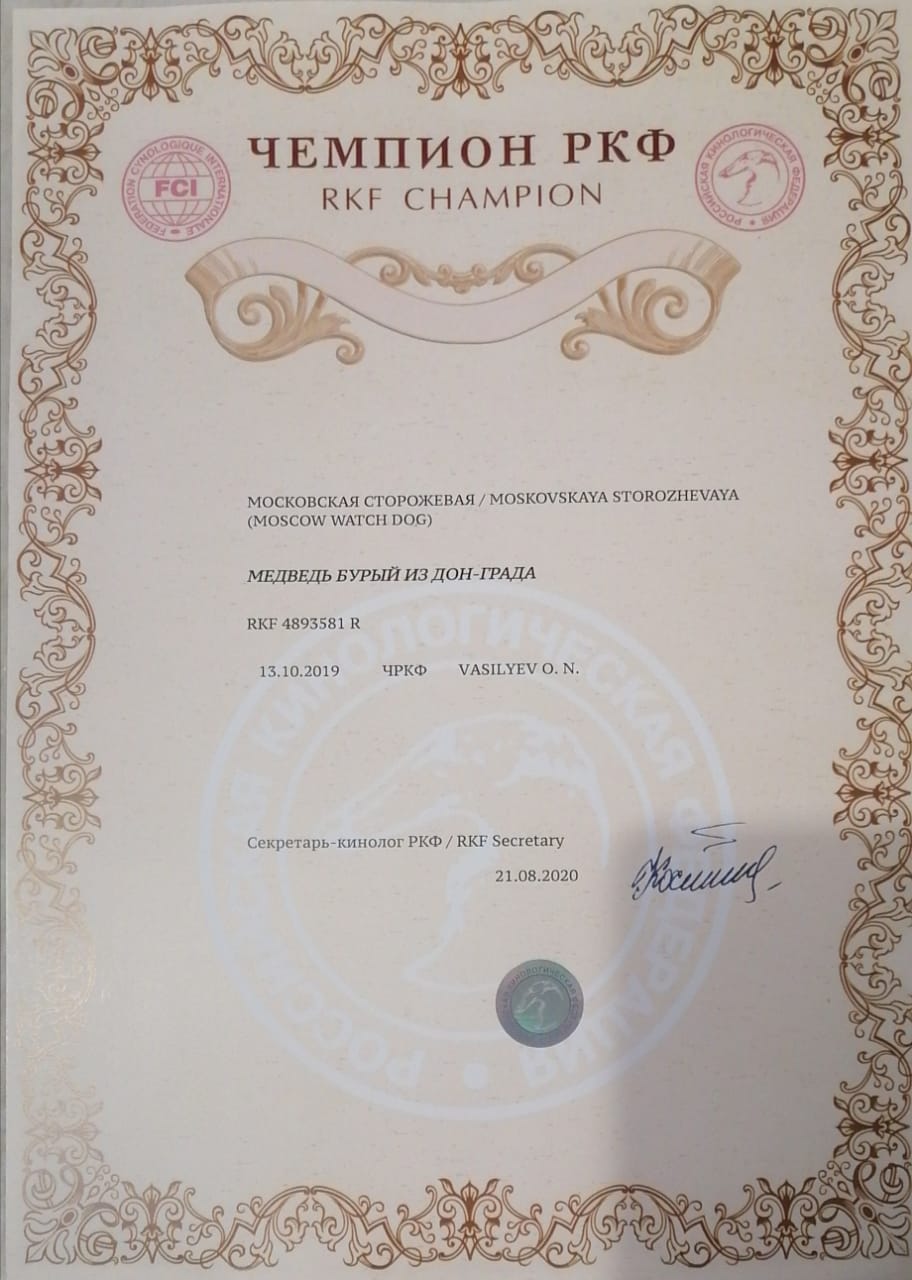 ЧЕМПИОН РКФ
RKF CHAMPION
FEDERATION CYNOLOGIQUE INTERNATIONALE
FCI
РОССИЙСКАЯ КИНОЛОГИЧЕСКАЯ ФЕДЕРАЦИЯ
МОСКОВСКАЯ СТОРОЖЕВАЯ / MOSKOVSKAYA STOROZHEVAYA
(MOSCOW WATCH DOG)
МЕДВЕДЬ БУРЫЙ ИЗ ДОН-ГРАДА
RKF 4893581 R
13.10.2019 ЧРКФ VASILYEV O. N.
РОССИЙСКАЯ КИНОЛОГИЧЕСКАЯ ФЕДЕРАЦИЯ
Секретарь-кинолог РКФ / RKF Secretary
21.08.2020